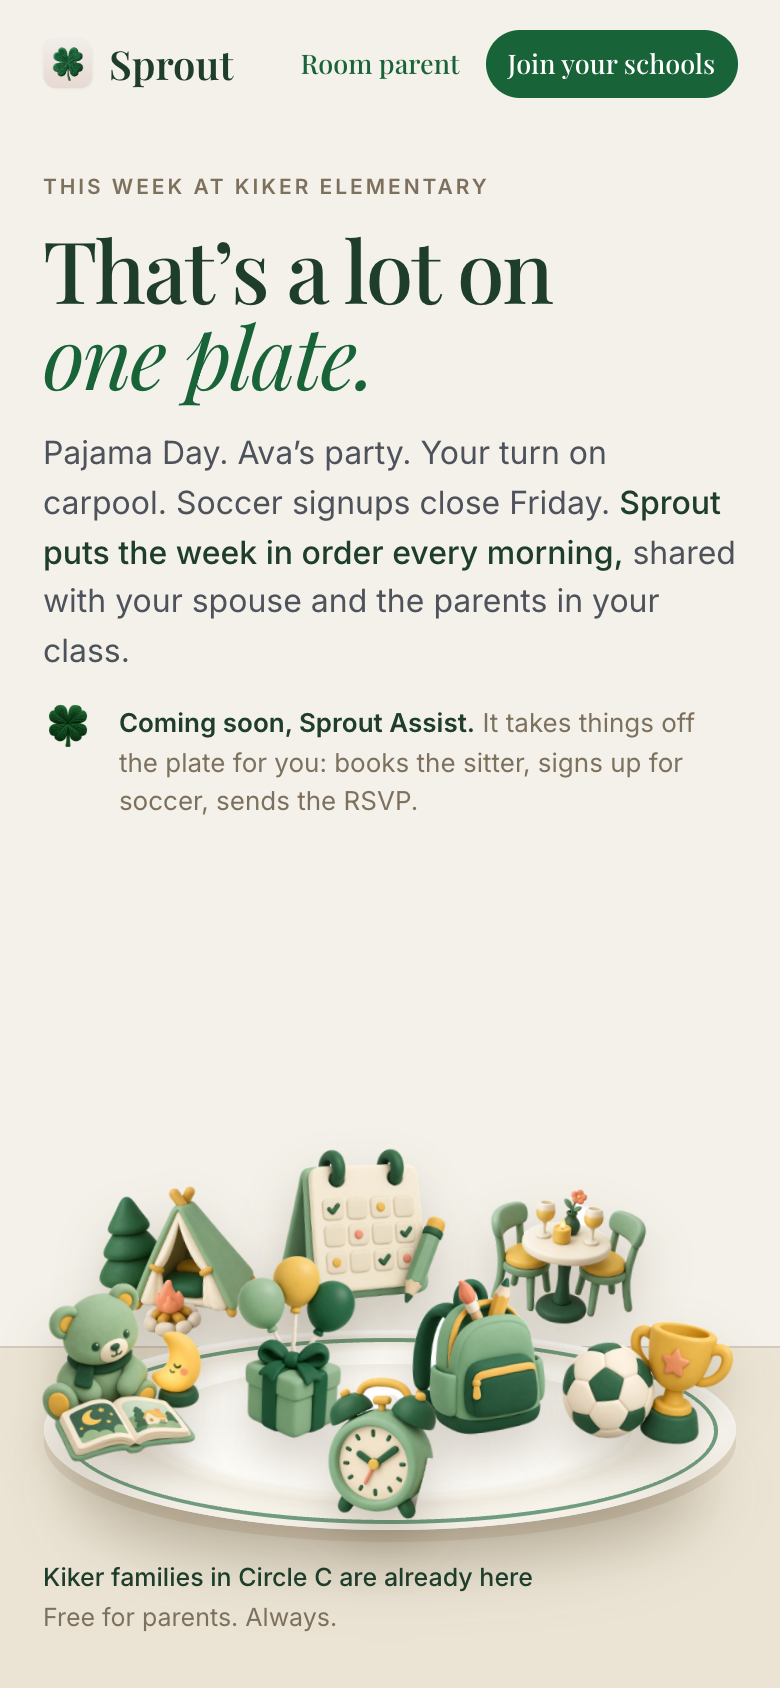 Sprout
Room parent
Join your schools
THIS WEEK AT KIKER ELEMENTARY
That’s a lot on
one plate.
Pajama Day. Ava’s party. Your turn on
carpool. Soccer signups close Friday. Sprout
puts the week in order every morning, shared
with your spouse and the parents in your
class.
Coming soon, Sprout Assist. It takes things off
the plate for you: books the sitter, signs up for
soccer, sends the RSVP.
Kiker families in Circle C are already here
Free for parents. Always.